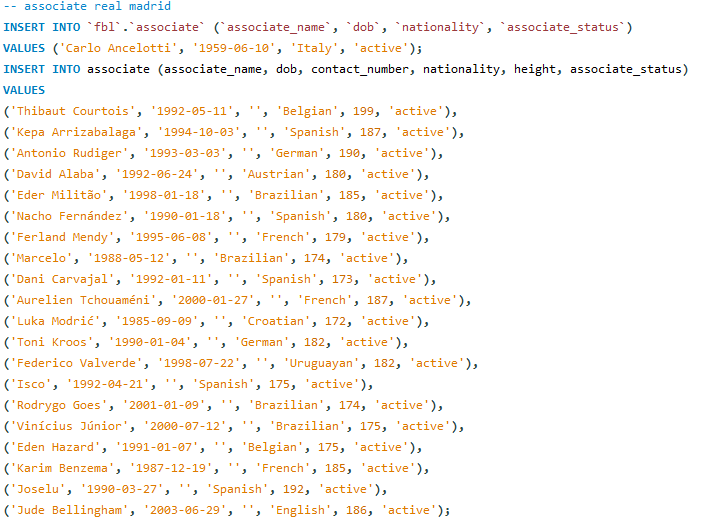 -- associate real madrid
INSERT INTO `fbl`.`associate` (`associate_name`, `dob`, `nationality`, `associate_status`)
VALUES ('Carlo Ancelotti', '1959-06-10', 'Italy', 'active');
INSERT INTO associate (associate_name, dob, contact_number, nationality, height, associate_status)
VALUES
('Thibaut Courtois', '1992-05-11', '', 'Belgian', 199, 'active'),
('Kepa Arrizabalaga', '1994-10-03', '', 'Spanish', 187, 'active'),
('Antonio Rudiger', '1993-03-03', '', 'German', 190, 'active'),
('David Alaba', '1992-06-24', '', 'Austrian', 180, 'active'),
('Eder Militão', '1998-01-18', '', 'Brazilian', 185, 'active'),
('Nacho Fernández', '1990-01-18', '', 'Spanish', 180, 'active'),
('Ferland Mendy', '1995-06-08', '', 'French', 179, 'active'),
('Marcelo', '1988-05-12', '', 'Brazilian', 174, 'active'),
('Dani Carvajal', '1992-01-11', '', 'Spanish', 173, 'active'),
('Aurelien Tchouaméni', '2000-01-27', '', 'French', 187, 'active'),
('Luka Modrić', '1985-09-09', '', 'Croatian', 172, 'active'),
('Toni Kroos', '1990-01-04', '', 'German', 182, 'active'),
('Federico Valverde', '1998-07-22', '', 'Uruguayan', 182, 'active'),
('Isco', '1992-04-21', '', 'Spanish', 175, 'active'),
('Rodrygo Goes', '2001-01-09', '', 'Brazilian', 174, 'active'),
('Vinícius Júnior', '2000-07-12', '', 'Brazilian', 175, 'active'),
('Eden Hazard', '1991-01-07', '', 'Belgian', 175, 'active'),
('Karim Benzema', '1987-12-19', '', 'French', 185, 'active'),
('Joselu', '1990-03-27', '', 'Spanish', 192, 'active'),
('Jude Bellingham', '2003-06-29', '', 'English', 186, 'active');